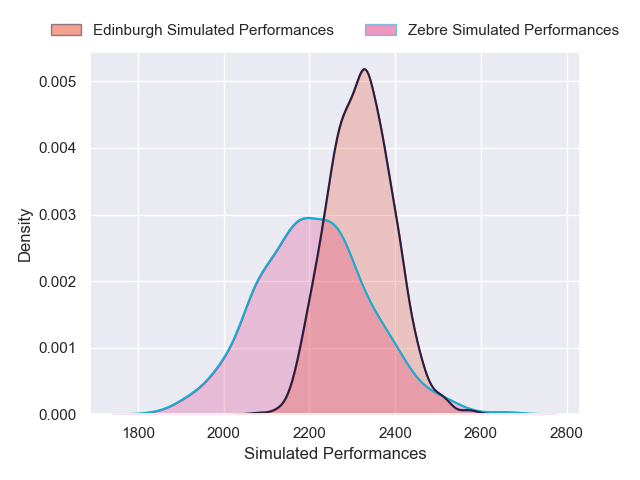 Edinburgh Simulated Performances Zebre Simulated Performances
0.005
0.004
0.003
0.002
0.001
0.000
Density
1800 2000 2200 2400 2600 2800
Simulated Performances